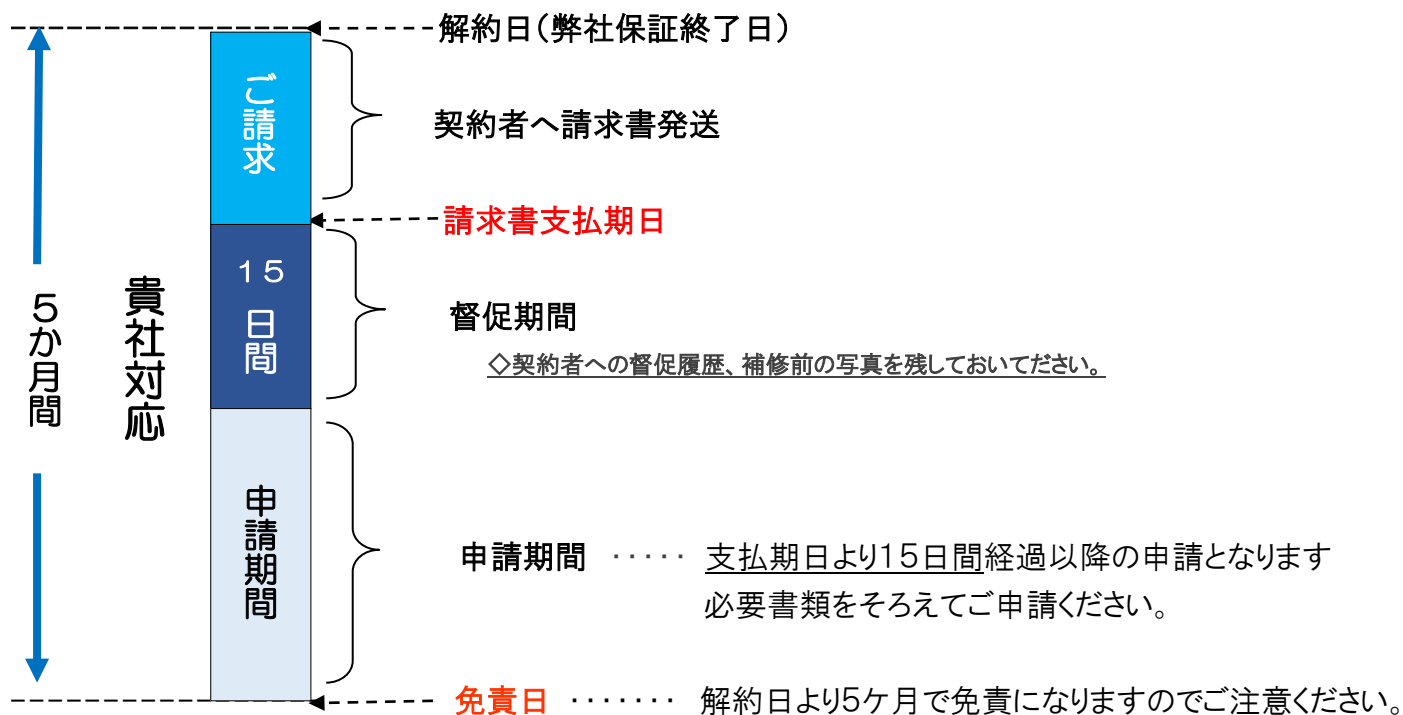 解約日(弊社保証終了日)
ご請求
契約者へ請求書発送
請求書支払期日
15日間
督促期間
◇契約者への督促履歴、補修前の写真を残しておいてださい。
5か月間
貴社対応
申請期間
申請期間 ····· 支払期日より15日間経過以降の申請となります
必要書類をそろえてご申請ください。
免責日 ······· 解約日より5ケ月で免責になりますのでご注意ください。